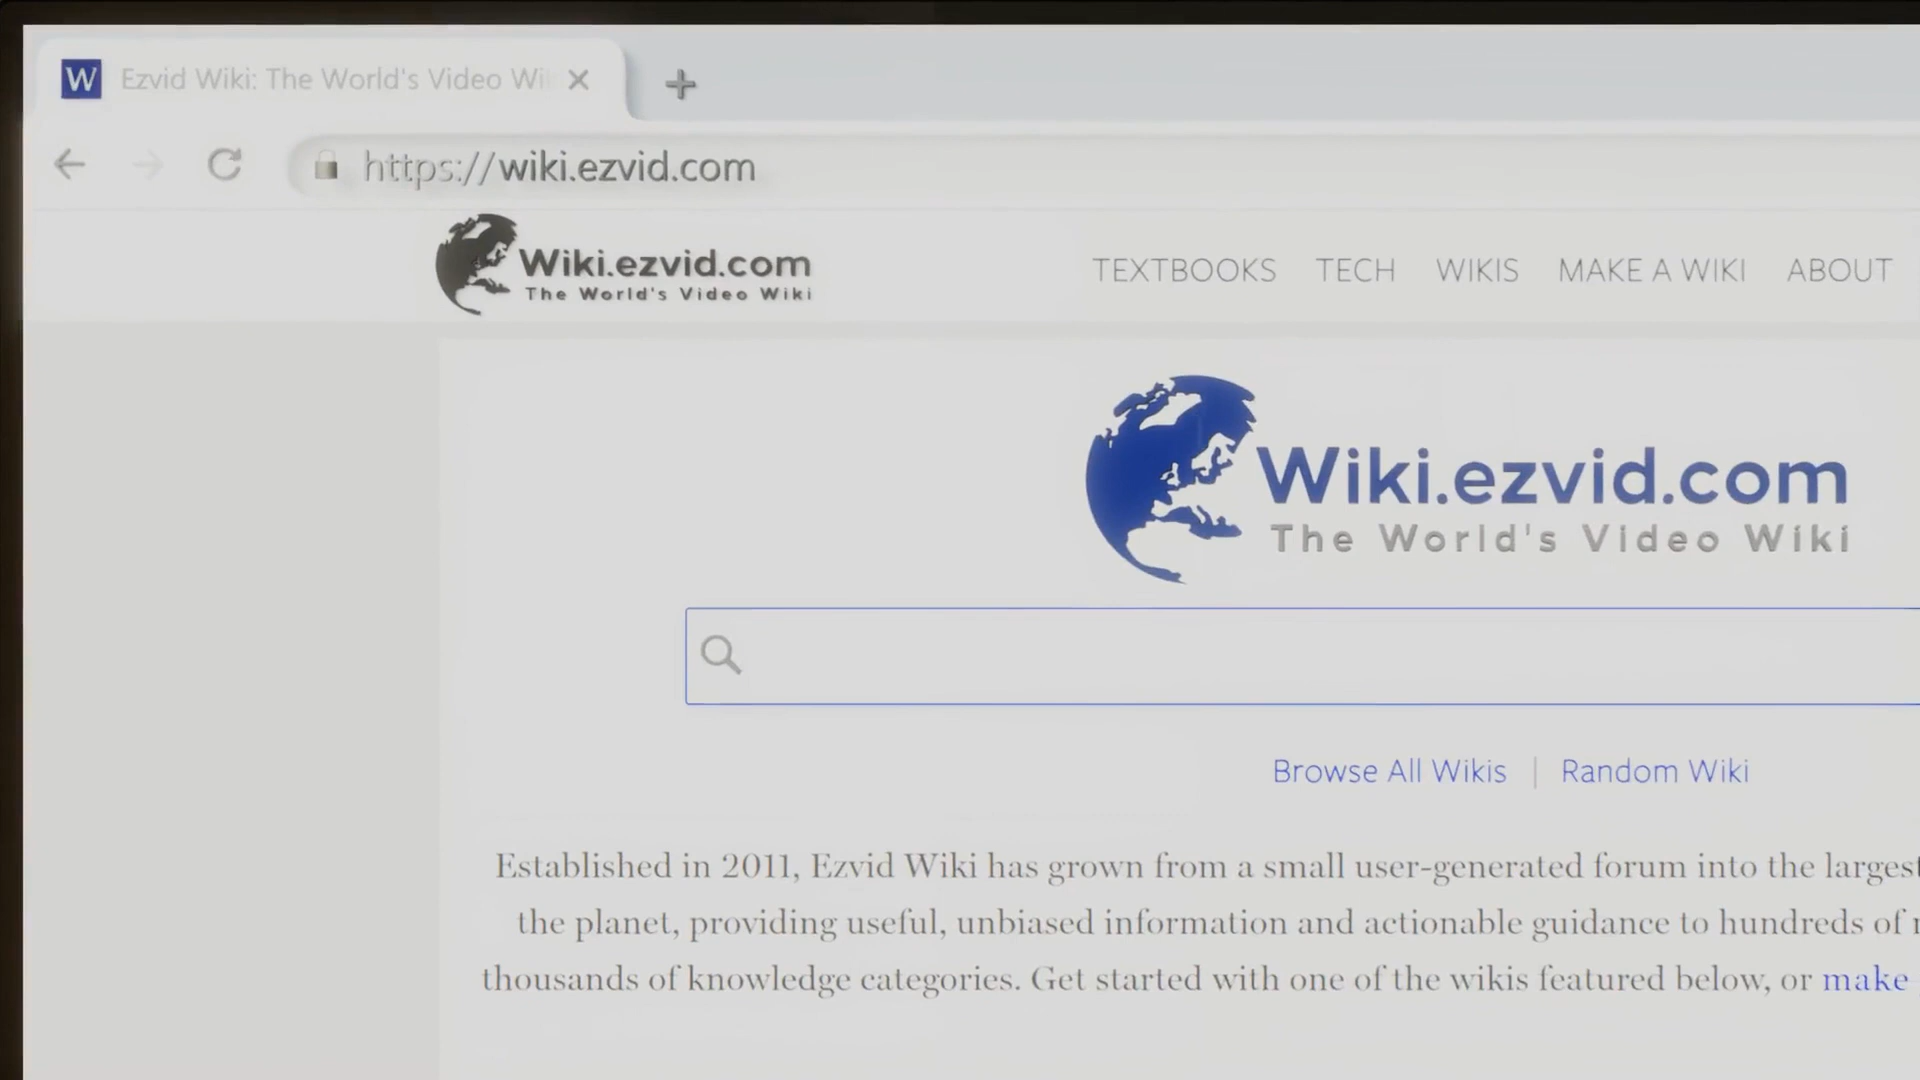 W Ezvid Wiki: The World's Video Wi
https://wiki.ezvid.com
Wiki.ezvid.com
The World's Video Wiki
TEXTBOOKS TECH WIKIS MAKE A WIKI ABOUT
Wiki.ezvid.com
The World's Video Wiki
Browse All Wikis | Random Wiki
Established in 2011, Ezvid Wiki has grown from a small user-generated forum into the largest
the planet, providing useful, unbiased information and actionable guidance to hundreds of
thousands of knowledge categories. Get started with one of the wikis featured below, or make